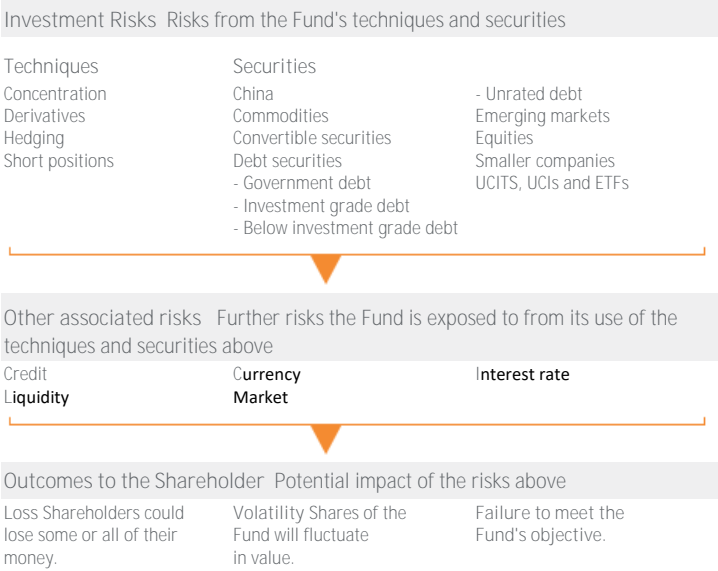 Investment Risks Risks from the Fund's techniques and securities
Techniques
Concentration
Derivatives
Hedging
Short positions
Securities
China
Commodities
Convertible securities
Debt securities
- Government debt
- Investment grade debt
- Below investment grade debt
- Unrated debt
Emerging markets
Equities
Smaller companies
UCITS, UCIs and ETFs
Other associated risks Further risks the Fund is exposed to from its use of the
techniques and securities above
Credit
Liquidity
Currency
Market
Interest rate
Outcomes to the Shareholder Potential impact of the risks above
Loss Shareholders could
lose some or all of their
money.
Volatility Shares of the
Fund will fluctuate
in value.
Failure to meet the
Fund's objective.